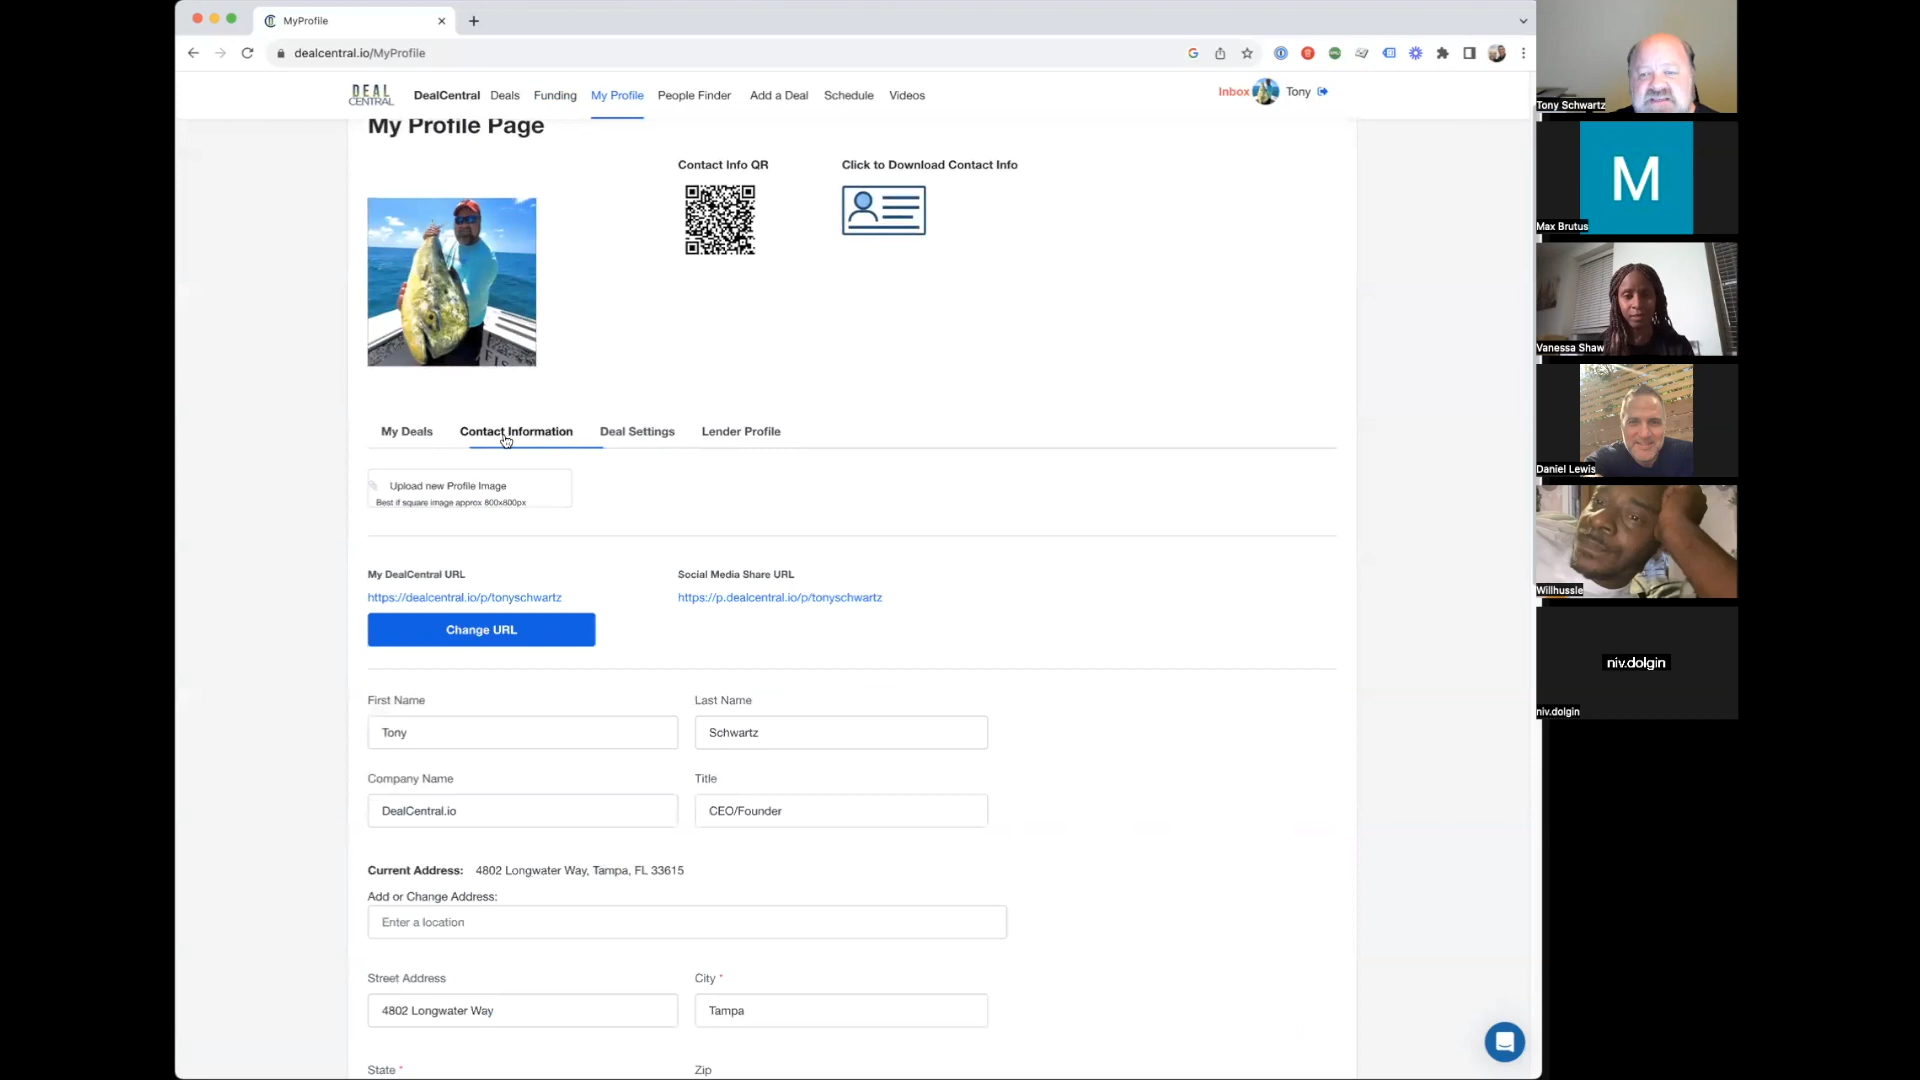 MyProfile
dealcentral.io/MyProfile
DEAL
CENTRAL
DealCentral Deals Funding My Profile People Finder Add a Deal Schedule Videos
Inbox Tony
My Profile Page
Contact Info QR Click to Download Contact Info
FIS
My Deals Contact Information Deal Settings Lender Profile
Upload new Profile Image
Best if square image approx 800x800px
My DealCentral URL Social Media Share URL
https://dealcentral.io/p/tonyschwartz https://p.dealcentral.io/p/tonyschwartz
Change URL
First Name Last Name
Tony Schwartz
Company Name Title
DealCentral.io CEO/Founder
Current Address: 4802 Longwater Way, Tampa, FL 33615
Add or Change Address:
Enter a location
Street Address City *
4802 Longwater Way Tampa
State * Zip
Tony Schwartz
M
Max Brutus
Vanessa Shaw
Daniel Lewis
Willhussle
niv.dolgin
niv.dolgin